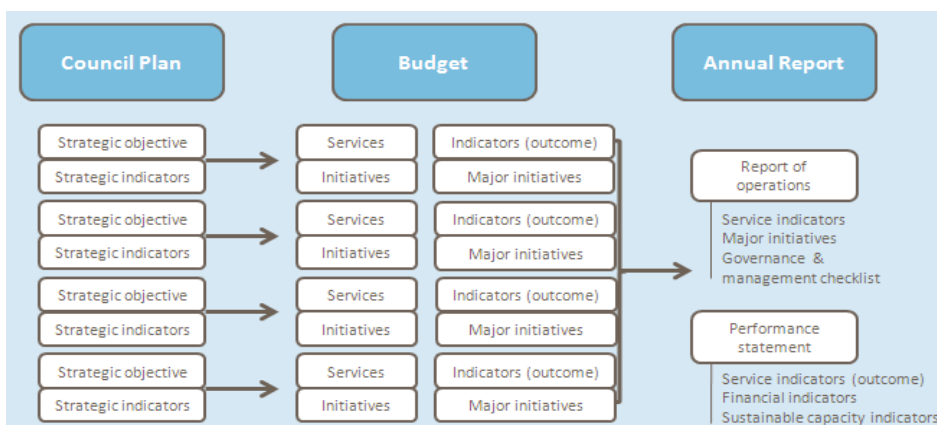 Council Plan
Budget
Annual Report
Strategic objective
Strategic indicators
Services
Initiatives
Indicators (outcome)
Major initiatives
Strategic objective
Strategic indicators
Services
Initiatives
Indicators (outcome)
Major initiatives
Strategic objective
Strategic indicators
Services
Initiatives
Indicators (outcome)
Major initiatives
Strategic objective
Strategic indicators
Services
Initiatives
Indicators (outcome)
Major initiatives
Report of
operations
Service indicators
Major initiatives
Governance &
management checklist
Performance
statement
Service indicators (outcome)
Financial indicators
Sustainable capacity indicators